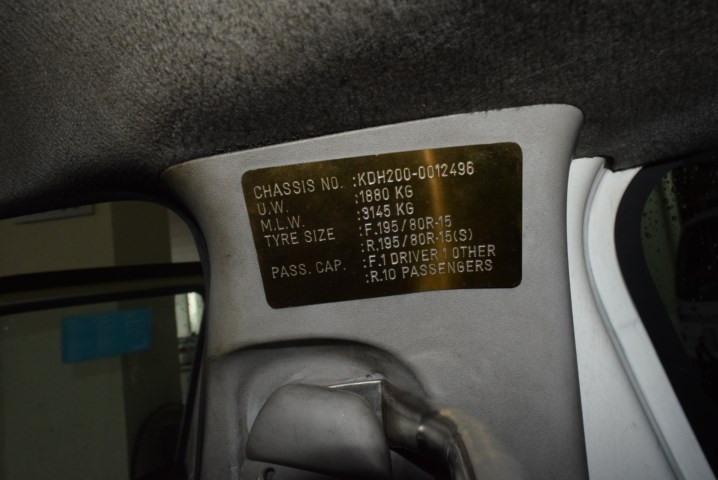 CHASSIS NO. :KDH200-0012496
U.W. :1880 KG
M.L.W. :3145 KG
TYRE SIZE :F.195/80R-15
:R.195/80R-15(S)
PASS. CAP. :F.1 DRIVER 1 OTHER
:R.10 PASSENGERS